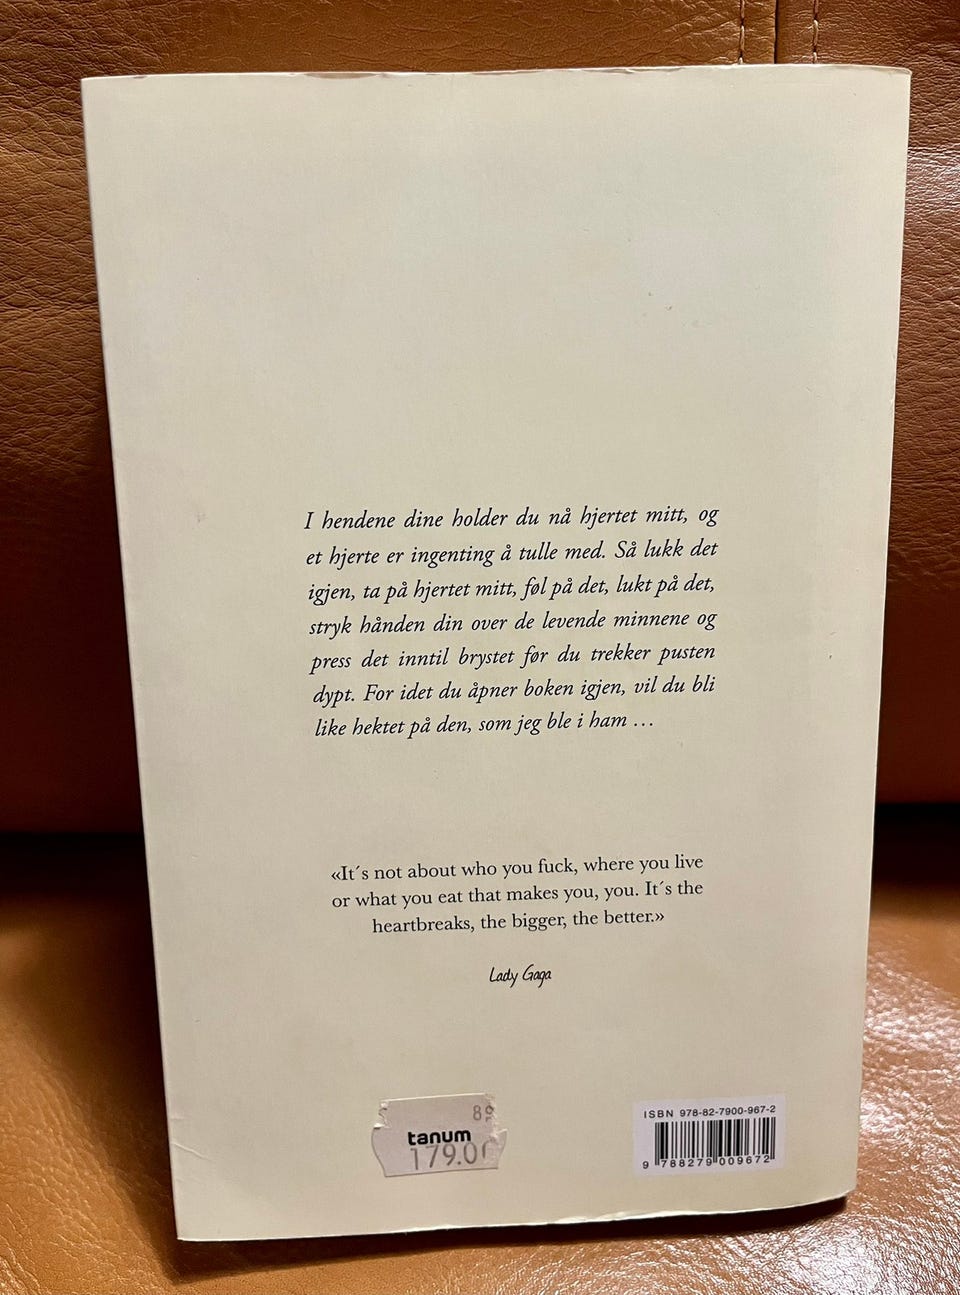 I hendene dine holder du nå hjertet mitt, og
et hjerte er ingenting å tulle med. Så lukk det
igjen, ta på hjertet mitt, føl på det, lukt på det,
stryk hånden din over de levende minnene og
press det inntil brystet før du trekker pusten
dypt. For idet du åpner boken igjen, vil du bli
like hektet på den, som jeg ble i ham …
«It´s not about who you fuck, where you live
or what you eat that makes you, you. It´s the
heartbreaks, the bigger, the better.»
Lady Gaga
tanum
179.0
ISBN 978-82-7900-967-2
9 788279 009672